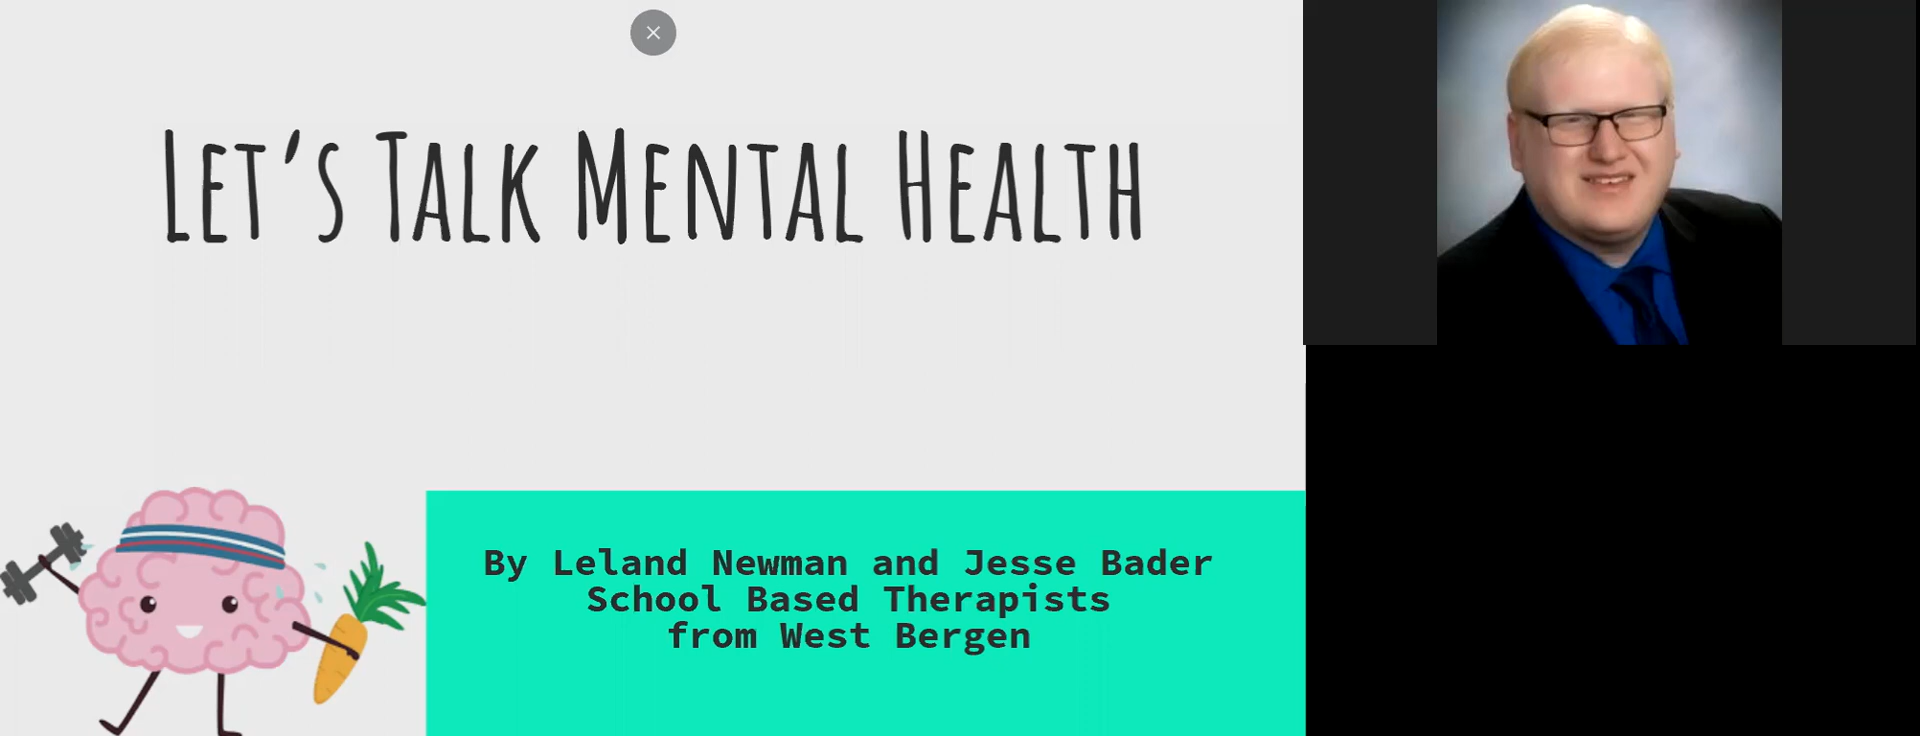 Let's Talk Mental Health
By Leland Newman and Jesse Bader
School Based Therapists
from West Bergen